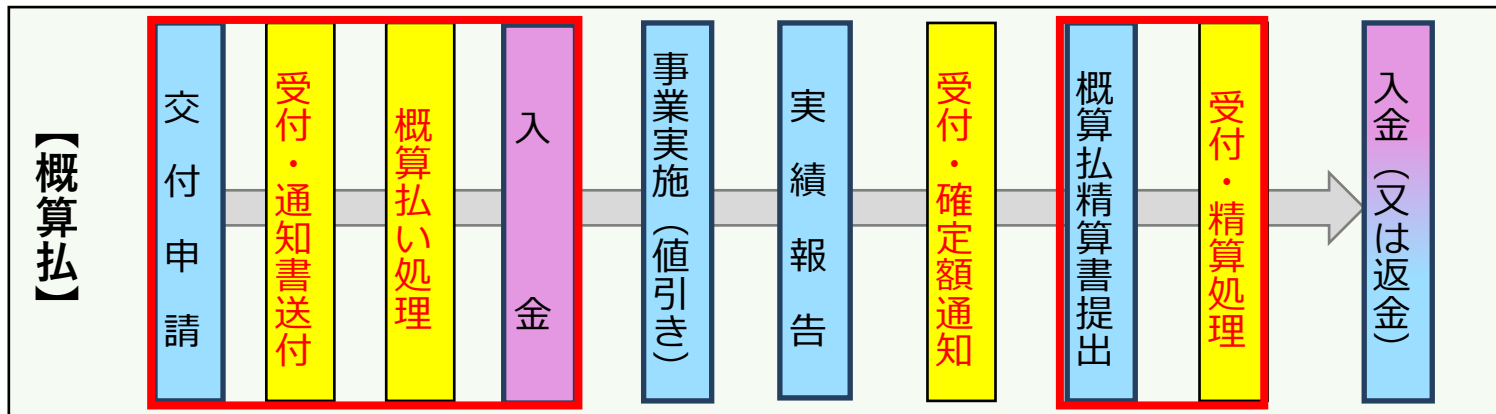 【概算払】
交付申請
受付・通知書送付
概算払い処理
入金
事業実施（値引き）
実績報告
受付・確定額通知
概算払精算書提出
受付・精算処理
入金（又は返金）